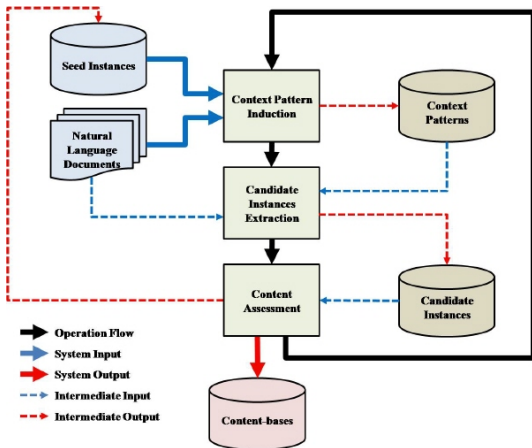 Seed Instances
Natural
Language
Documents
Context Pattern
Induction
Context
Patterns
Candidate
Instances
Extraction
Content
Assessment
Candidate
Instances
Content-bases
Operation Flow
System Input
System Output
Intermediate Input
Intermediate Output